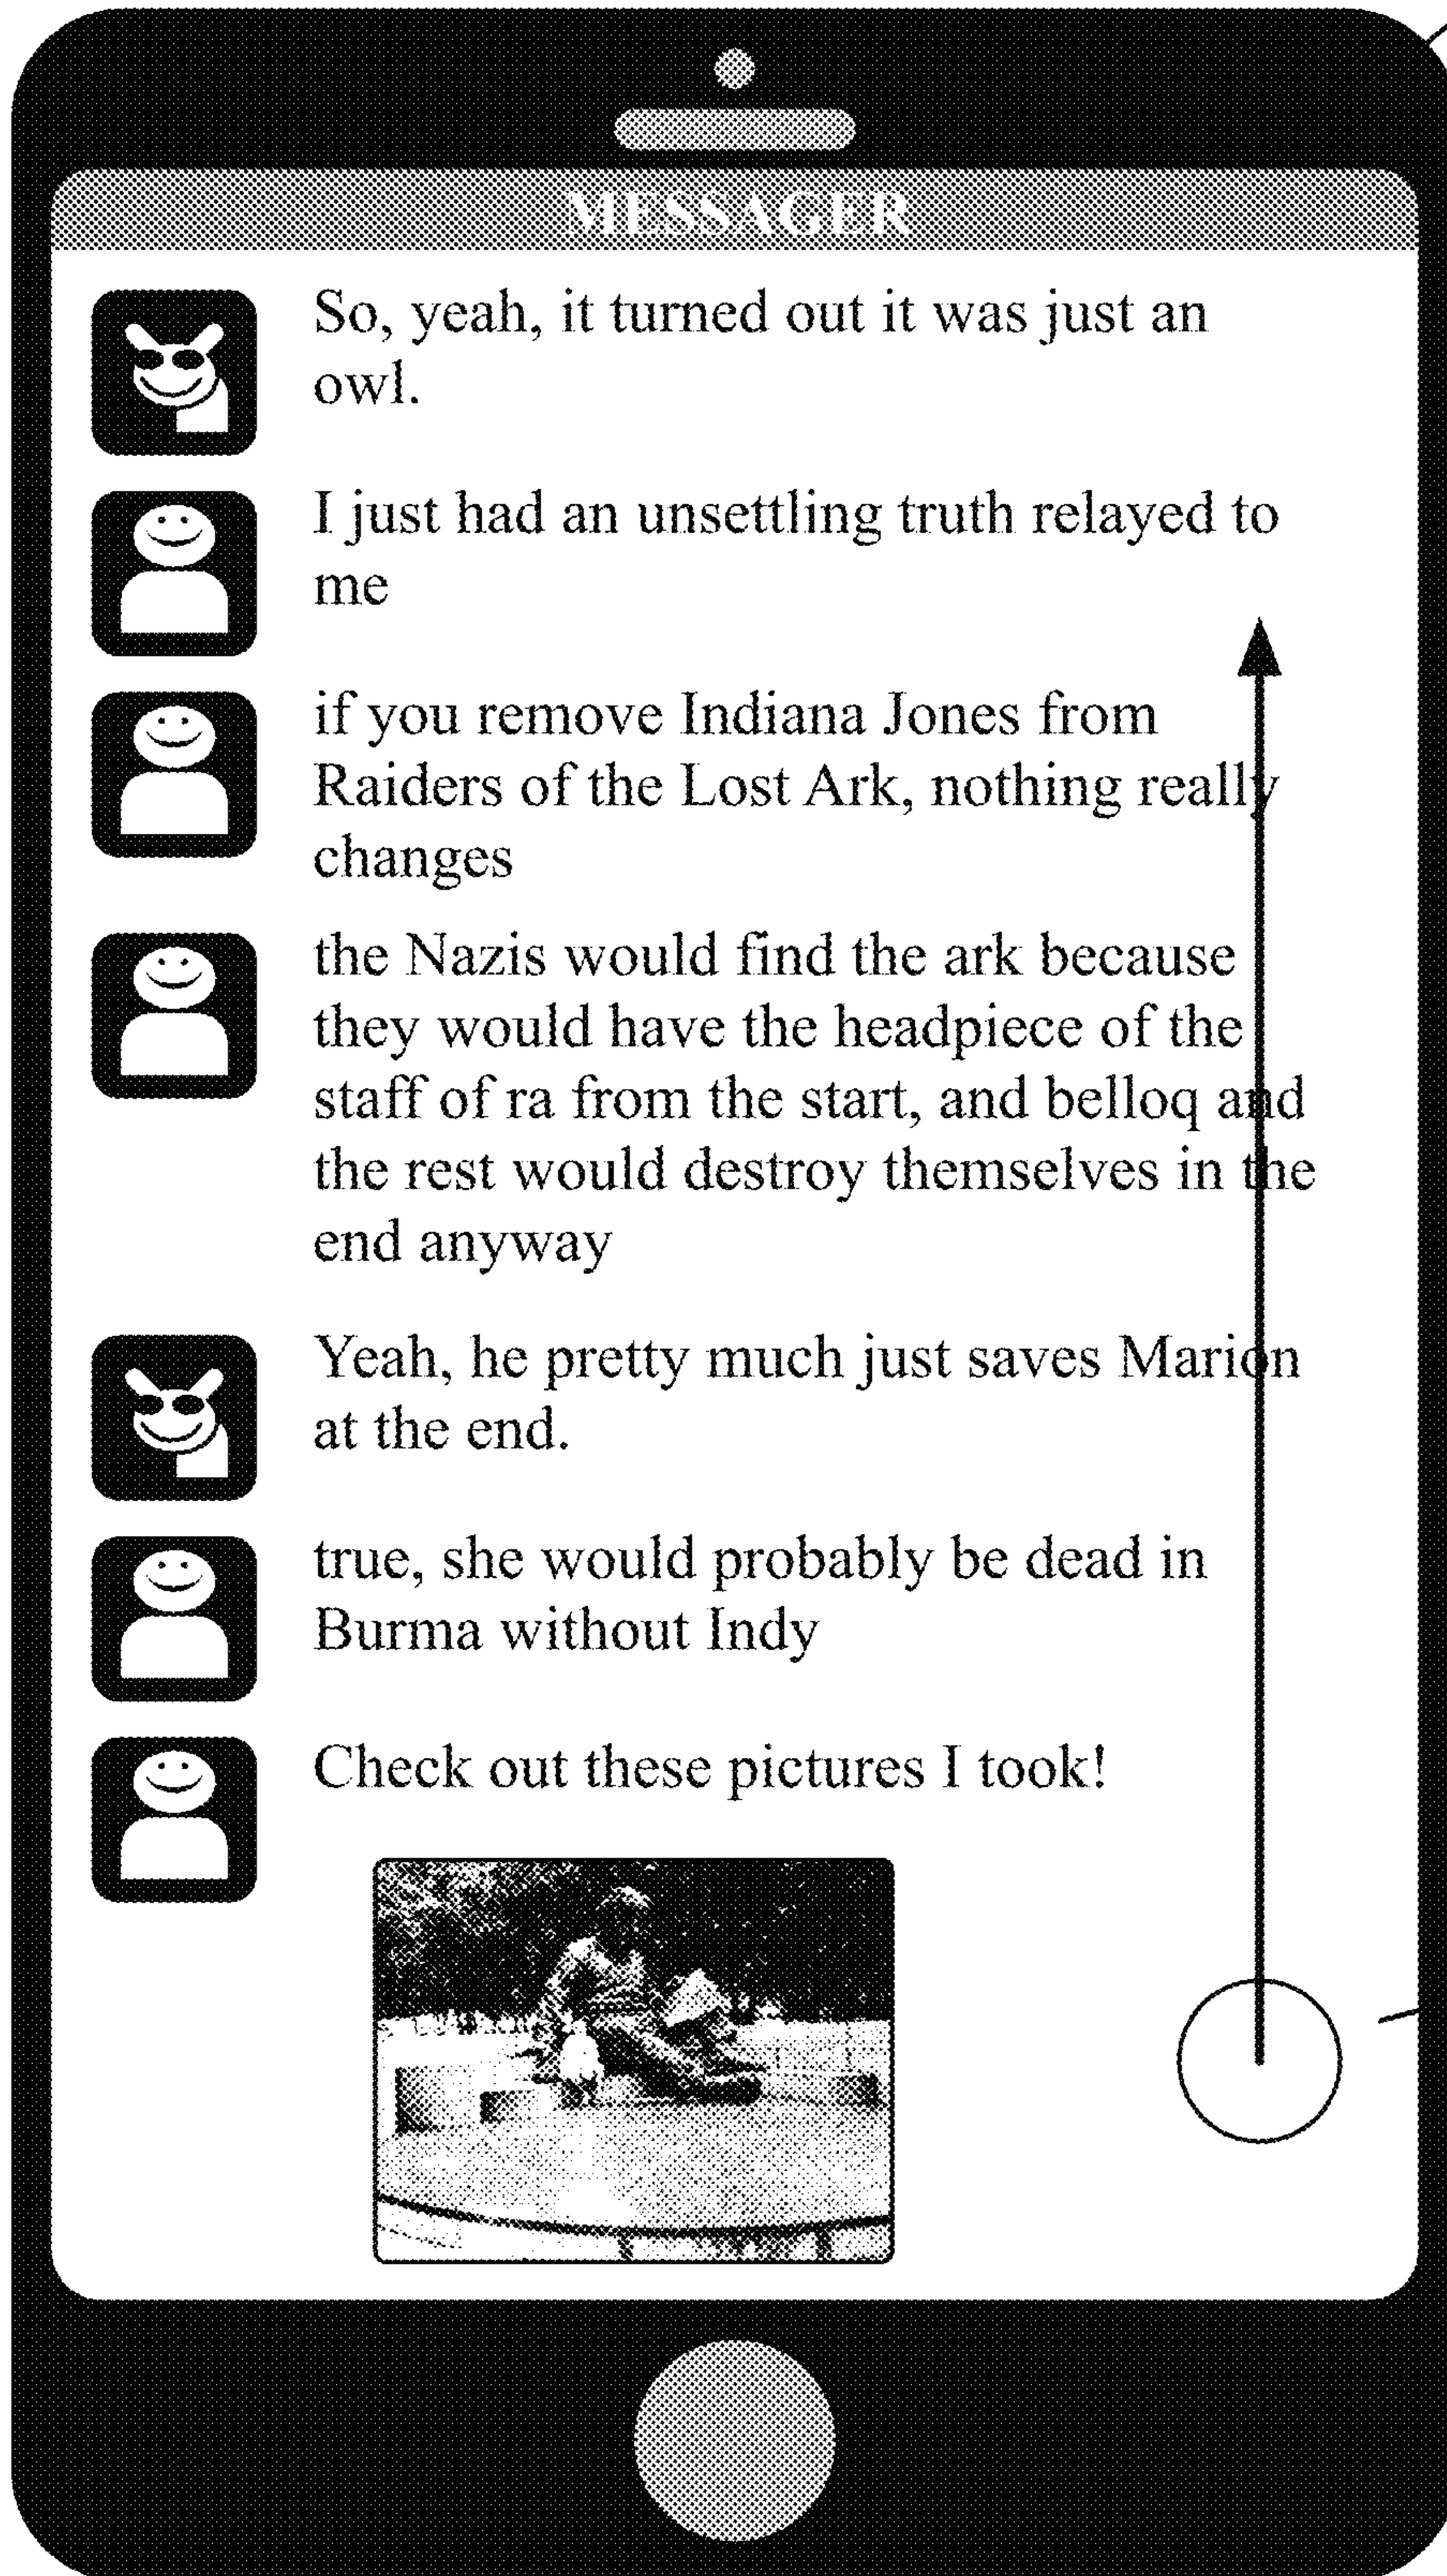 MESSAGER
So, yeah, it turned out it was just an
owl.
I just had an unsettling truth relayed to
me
if you remove Indiana Jones from
Raiders of the Lost Ark, nothing really
changes
the Nazis would find the ark because
they would have the headpiece of the
staff of ra from the start, and belloq and
the rest would destroy themselves in the
end anyway
Yeah, he pretty much just saves Marion
at the end.
true, she would probably be dead in
Burma without Indy
Check out these pictures I took!